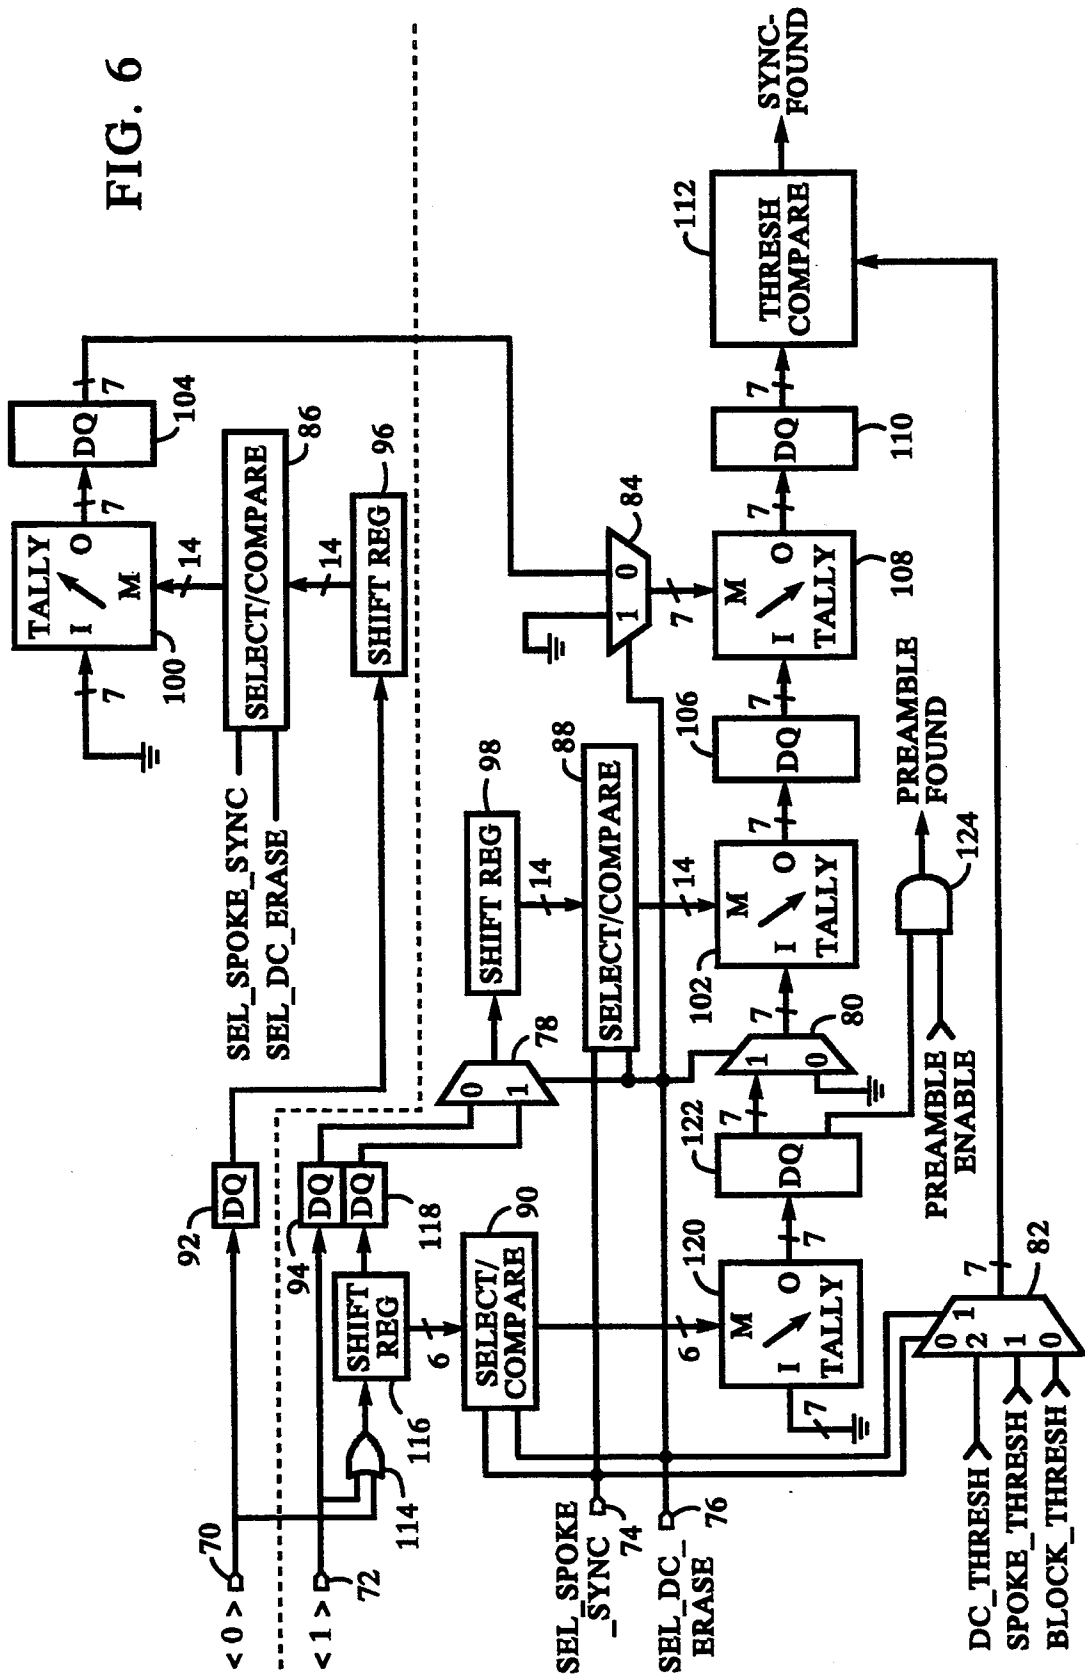 FIG. 6
< 0 >
70
< 1 >
72
92
DQ
94
DQ
DQ
118
114
SHIFT
REG
116
6
SELECT/
COMPARE
90
SEL_SPOKE_SYNC
SEL_DC_ERASE
SHIFT REG
96
14
SELECT/COMPARE
86
14
TALLY
I
O
M
100
7
7
DQ
104
7
0
1
78
SHIFT REG
98
14
SELECT/COMPARE
88
14
1
0
84
7
SEL_SPOKE
_SYNC
74
SEL_DC_
ERASE
76
6
M
I
O
TALLY
120
7
7
DQ
122
7
1
0
80
7
M
I
O
TALLY
102
7
DQ
106
7
M
I
O
TALLY
108
7
DQ
110
7
THRESH
COMPARE
112
SYNC-
FOUND
PREAMBLE
ENABLE
124
PREAMBLE
FOUND
DC_THRESH
SPOKE_THRESH
BLOCK_THRESH
0
1
2
1
0
82
7